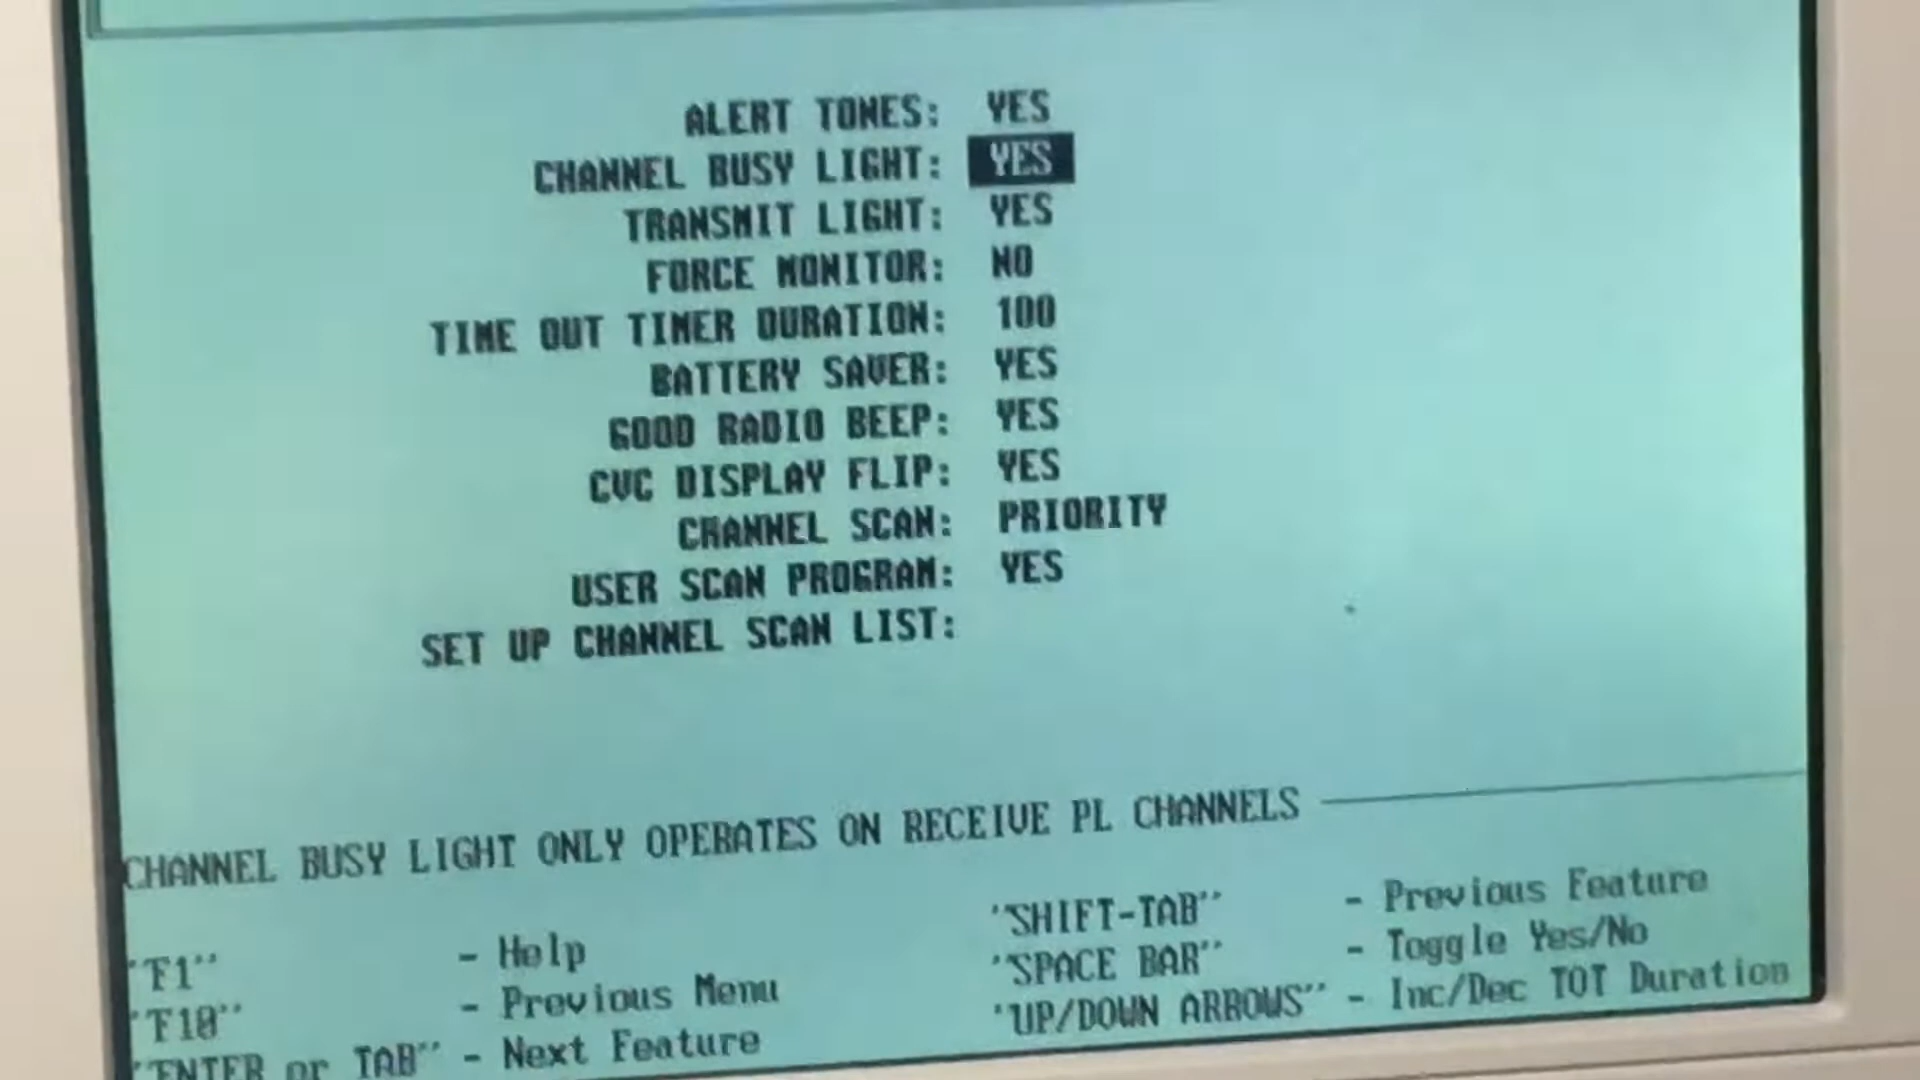 ALERT TONES: YES
CHANNEL BUSY LIGHT: YES
TRANSMIT LIGHT: YES
FORCE MONITOR: NO
TIME OUT TIMER DURATION: 100
BATTERY SAVER: YES
GOOD RADIO BEEP: YES
CVC DISPLAY FLIP: YES
CHANNEL SCAN: PRIORITY
USER SCAN PROGRAM: YES
SET UP CHANNEL SCAN LIST:
CHANNEL BUSY LIGHT ONLY OPERATES ON RECEIVE PL CHANNELS
"F1" - Help "SHIFT-TAB" - Previous Feature
"F10" - Previous Menu "SPACE BAR" - Toggle Yes/No
"ENTER or TAB" - Next Feature "UP/DOWN ARROWS" - Inc/Dec TOT Duration